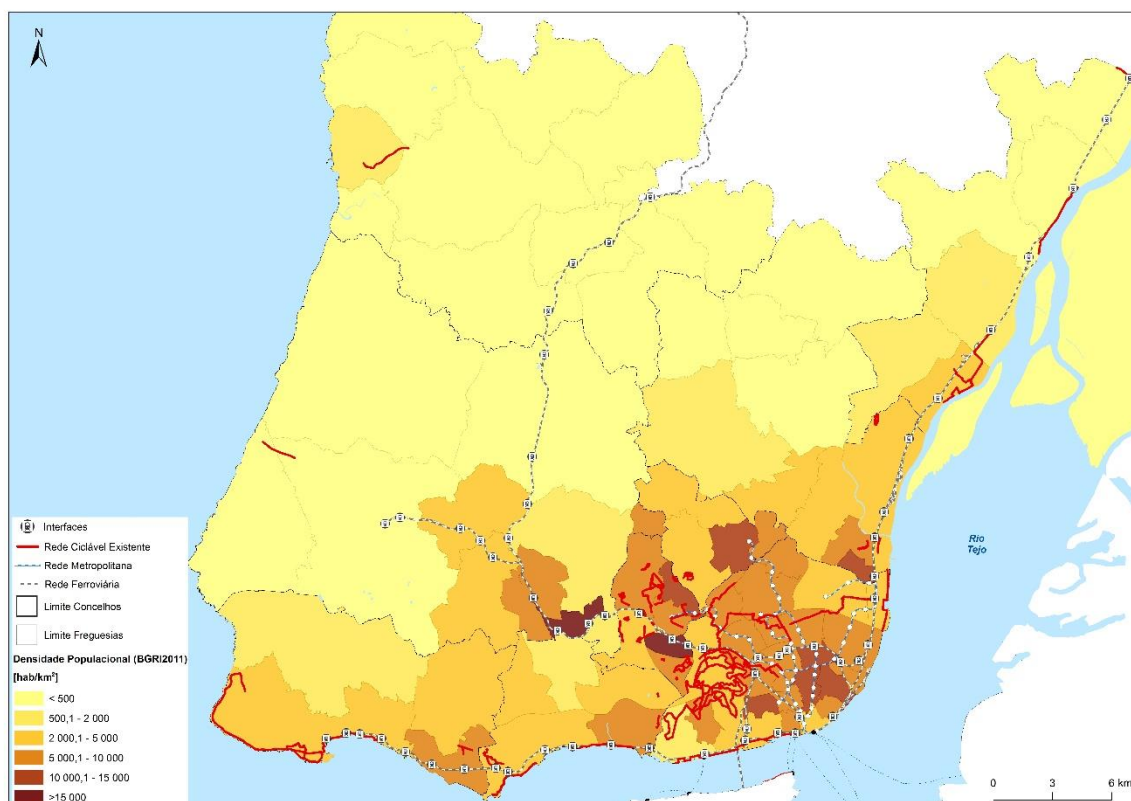 N
Rio
Tejo
Interfaces
Rede Ciclável Existente
Rede Metropolitana
Rede Ferroviária
Limite Concelhos
Limite Freguesias
Densidade Populacional (BGRI2011)
[hab/km²]
< 500
500,1 - 2 000
2 000,1 - 5 000
5 000,1 - 10 000
10 000,1 - 15 000
>15 000
0 3 6 km